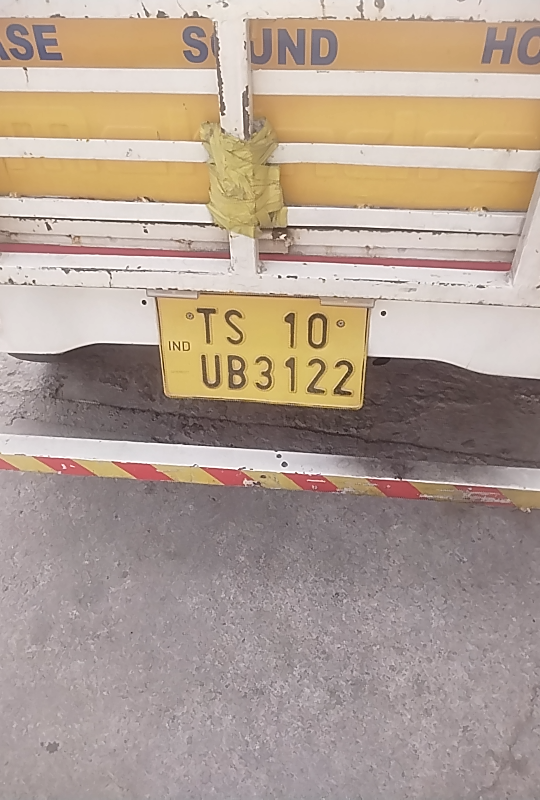 ASE SOUND HO
TS 10
IND
UB3122